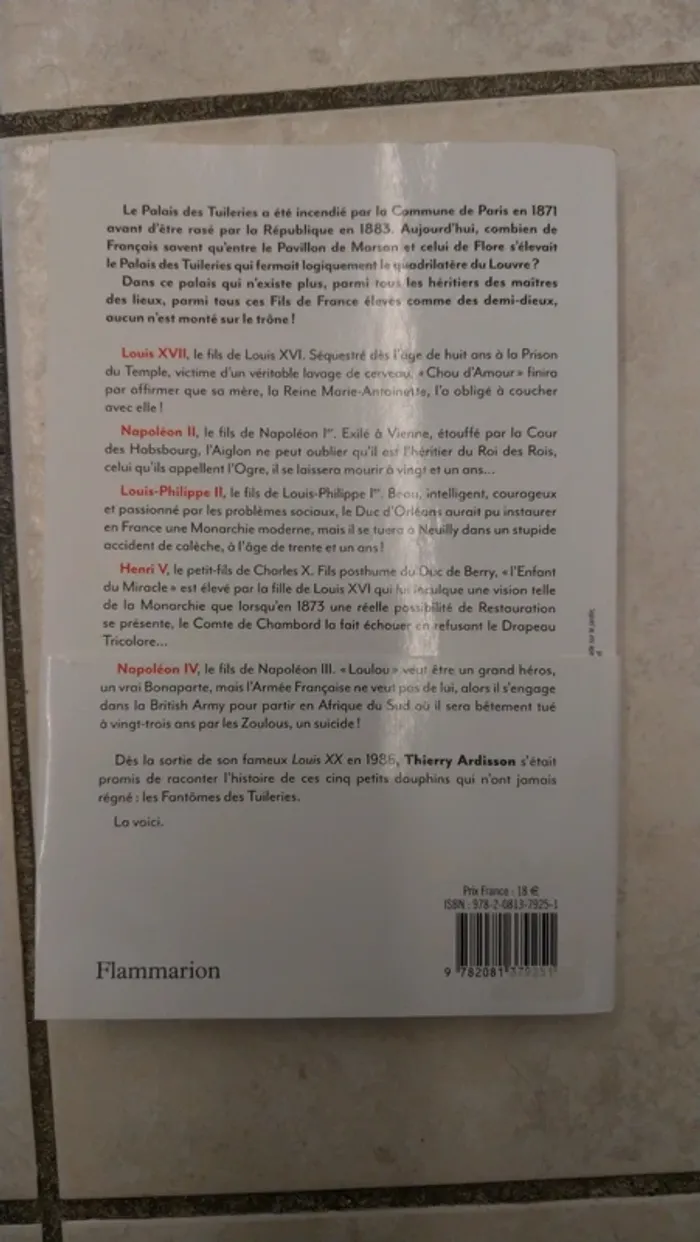 Le Palais des Tuileries a été incendié par la Commune de Paris en 1871
avant d'être rasé par la République en 1883. Aujourd'hui, combien de
Français savent qu'entre le Pavillon de Marsan et celui de Flore s'élevait
le Palais des Tuileries qui fermait logiquement le quadrilatère du Louvre ?
Dans ce palais qui n'existe plus, parmi tous les héritiers des maîtres
des lieux, parmi tous ces Fils de France élevés comme des demi-dieux,
aucun n'est monté sur le trône !
Louis XVII, le fils de Louis XVI. Séquestré dès l'âge de huit ans à la Prison
du Temple, victime d'un véritable lavage de cerveau, « Chou d'Amour » finira
par affirmer que sa mère, la Reine Marie-Antoinette, l'a obligé à coucher
avec elle !
Napoléon II, le fils de Napoléon Ier. Exilé à Vienne, étouffé par la Cour
des Habsbourg, l'Aiglon ne peut oublier qu'il est l'héritier du Roi des Rois,
celui qu'ils appellent l'Ogre, il se laissera mourir à vingt et un ans...
Louis-Philippe II, le fils de Louis-Philippe Ier. Beau, intelligent, courageux
et passionné par les problèmes sociaux, le Duc d'Orléans aurait pu instaurer
en France une Monarchie moderne, mais il se tuera à Neuilly dans un stupide
accident de calèche, à l'âge de trente et un ans !
Henri V, le petit-fils de Charles X. Fils posthume du Duc de Berry, « l'Enfant
du Miracle » est élevé par la fille de Louis XVI qui lui inculque une vision telle
de la Monarchie que lorsqu'en 1873 une réelle possibilité de Restauration
se présente, le Comte de Chambord la fait échouer en refusant le Drapeau
Tricolore...
Napoléon IV, le fils de Napoléon III. « Loulou » veut être un grand héros,
un vrai Bonaparte, mais l'Armée Française ne veut pas de lui, alors il s'engage
dans la British Army pour partir en Afrique du Sud où il sera bêtement tué
à vingt-trois ans par les Zoulous, un suicide !
Dès la sortie de son fameux Louis XX en 1986, Thierry Ardisson s'était
promis de raconter l'histoire de ces cinq petits dauphins qui n'ont jamais
régné : les Fantômes des Tuileries.
La voici.
Prix France : 18 €
ISBN : 978-2-0813-7925-1
9 782081 379251
Flammarion